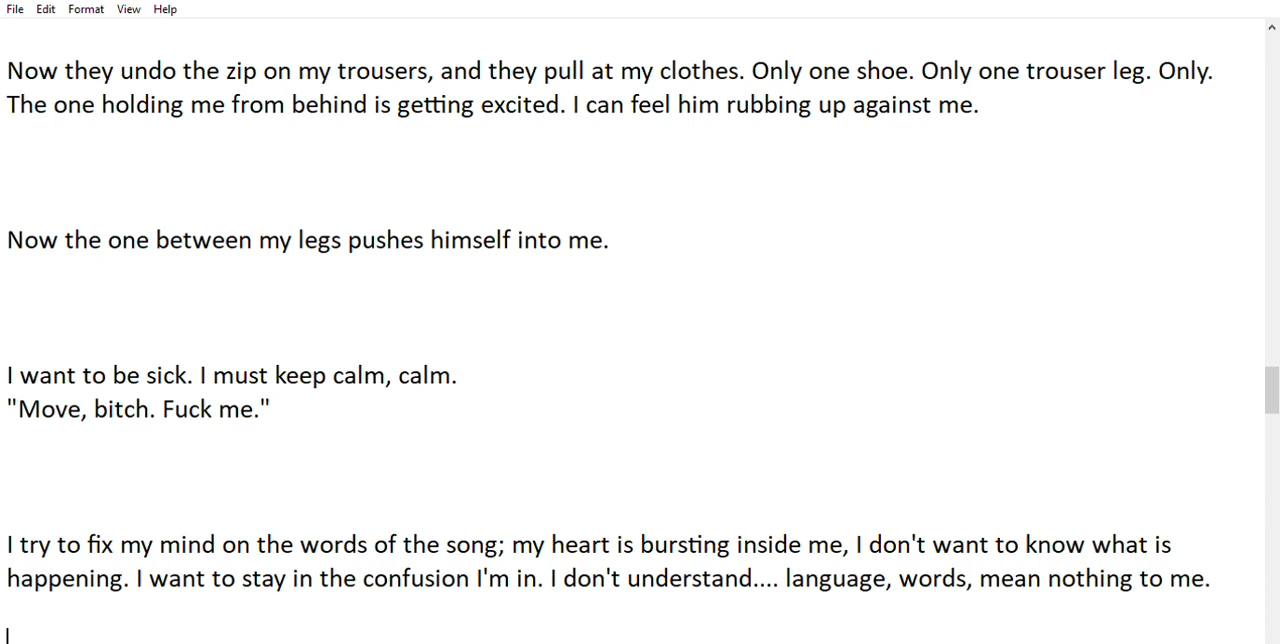 File Edit Format View Help
Now they undo the zip on my trousers, and they pull at my clothes. Only one shoe. Only one trouser leg. Only.
The one holding me from behind is getting excited. I can feel him rubbing up against me.
Now the one between my legs pushes himself into me.
I want to be sick. I must keep calm, calm.
"Move, bitch. Fuck me."
I try to fix my mind on the words of the song; my heart is bursting inside me, I don't want to know what is
happening. I want to stay in the confusion I'm in. I don't understand.... language, words, mean nothing to me.